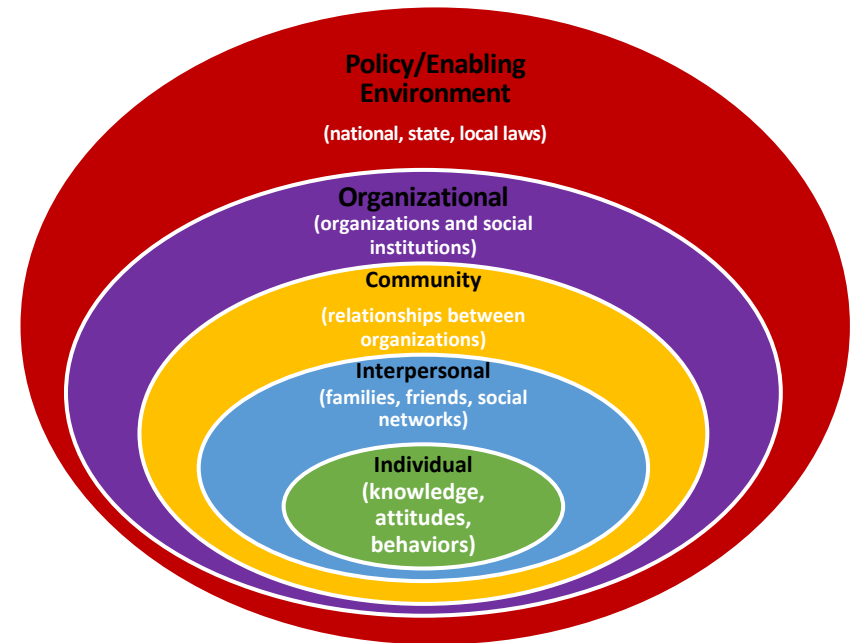 Policy/Enabling
Environment
(national, state, local laws)
Organizational
(organizations and social
institutions)
Community
(relationships between
organizations)
Interpersonal
(families, friends, social
networks)
Individual
(knowledge,
attitudes,
behaviors)